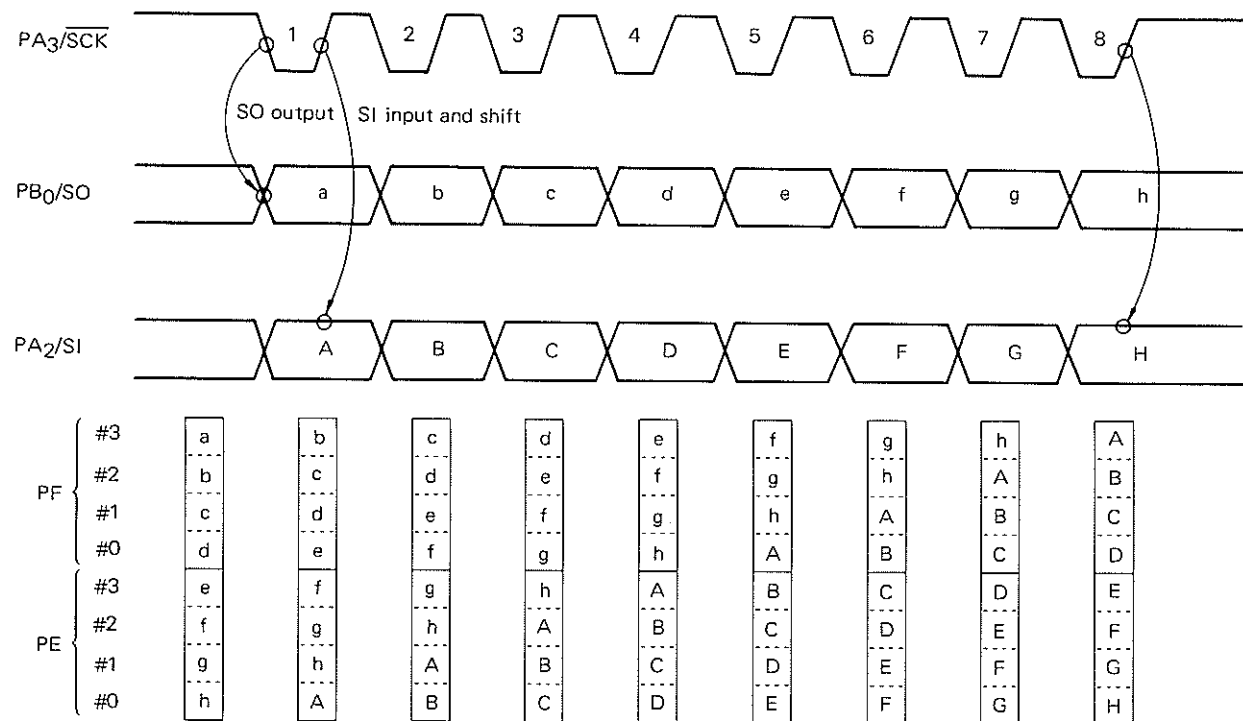 PA3/SCK 1 2 3 4 5 6 7 8
SO output SI input and shift
PB0/SO a b c d e f g h
PA2/SI A B C D E F G H
PF
#3 a b c d e f g h A
#2 b c d e f g h A B
#1 c d e f g h A B C
#0 d e f g h A B C D
PE
#3 e f g h A B C D E
#2 f g h A B C D E F
#1 g h A B C D E F G
#0 h A B C D E F G H